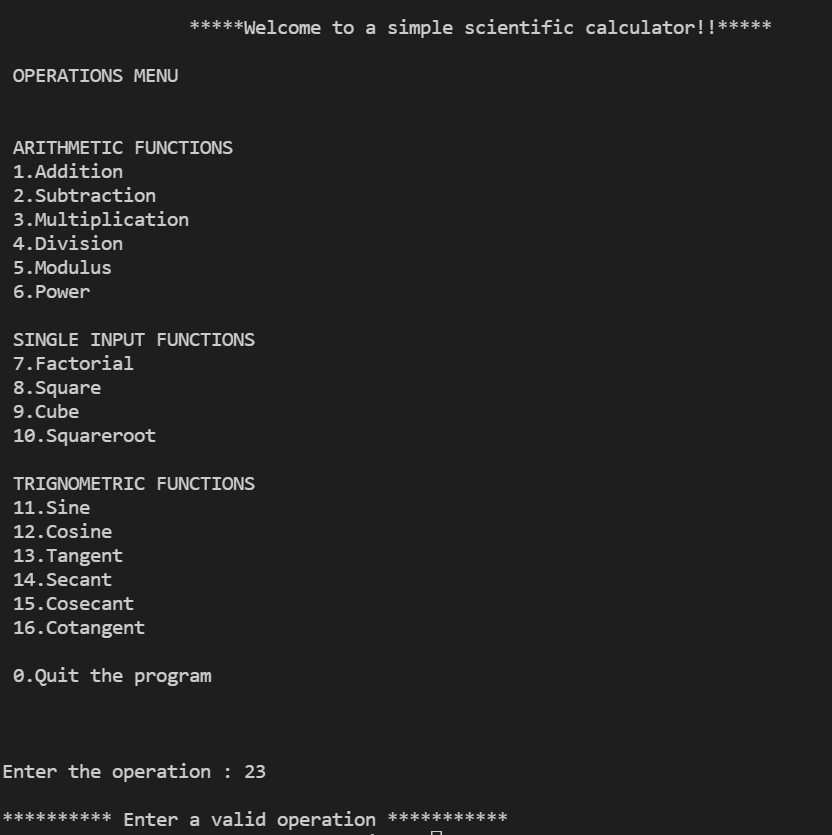 *****Welcome to a simple scientific calculator!!*****
OPERATIONS MENU
ARITHMETIC FUNCTIONS
1.Addition
2.Subtraction
3.Multiplication
4.Division
5.Modulus
6.Power
SINGLE INPUT FUNCTIONS
7.Factorial
8.Square
9.Cube
10.Squareroot
TRIGNOMETRIC FUNCTIONS
11.Sine
12.Cosine
13.Tangent
14.Secant
15.Cosecant
16.Cotangent
0.Quit the program
Enter the operation : 23
********** Enter a valid operation ***********